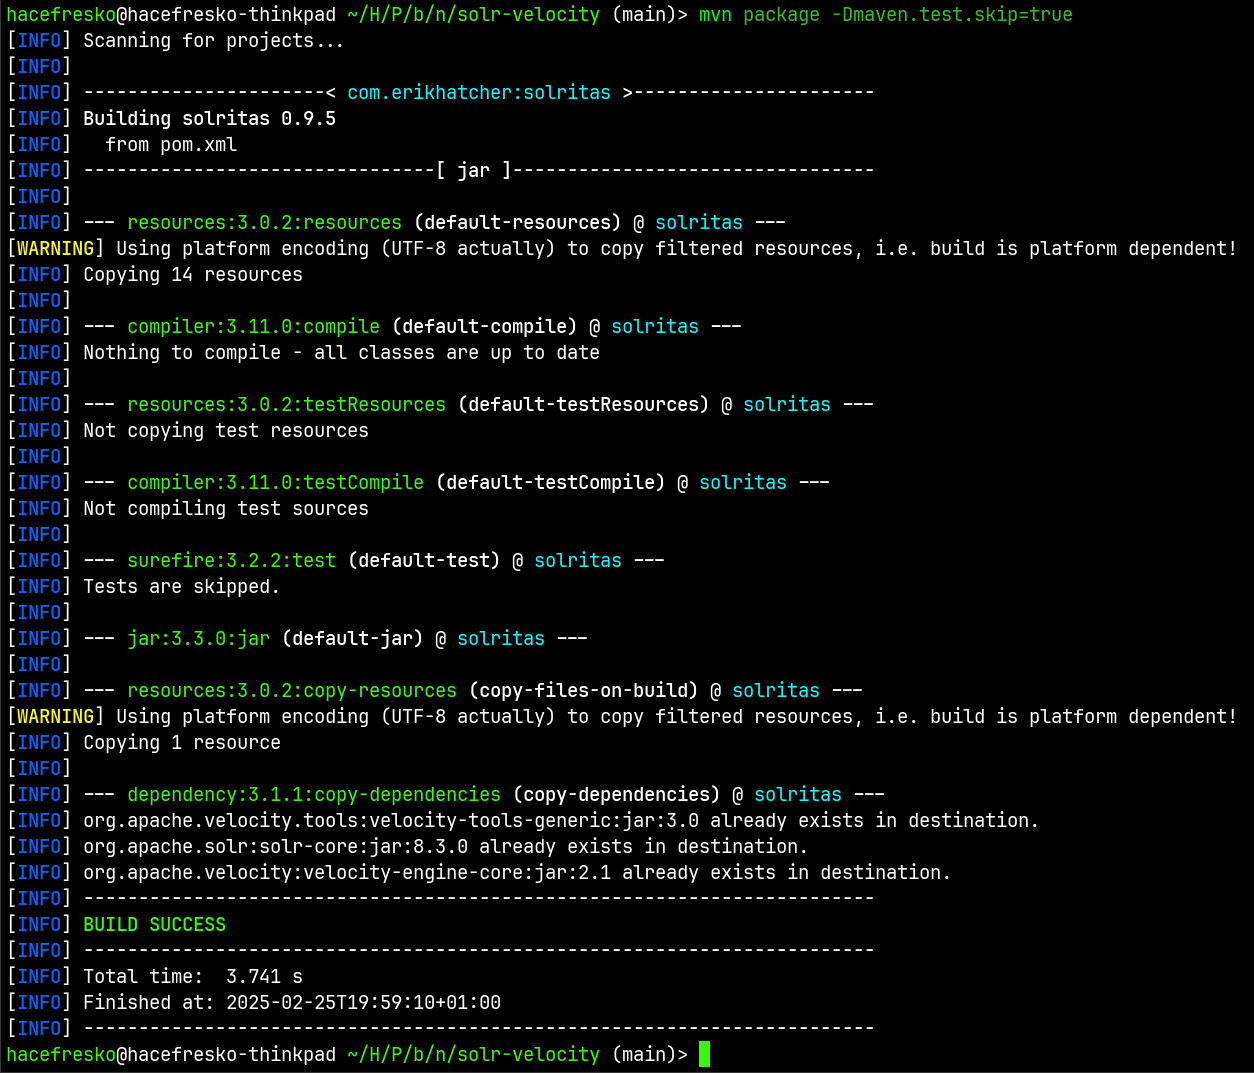 hacefresko@hacefresko-thinkpad ~/H/P/b/n/solr-velocity (main)> mvn package -Dmaven.test.skip=true
[INFO] Scanning for projects...
[INFO]
[INFO] ----------------------< com.erikhatcher:solritas >----------------------
[INFO] Building solritas 0.9.5
[INFO]   from pom.xml
[INFO] --------------------------------[ jar ]---------------------------------
[INFO]
[INFO] --- resources:3.0.2:resources (default-resources) @ solritas ---
[WARNING] Using platform encoding (UTF-8 actually) to copy filtered resources, i.e. build is platform dependent!
[INFO] Copying 14 resources
[INFO]
[INFO] --- compiler:3.11.0:compile (default-compile) @ solritas ---
[INFO] Nothing to compile - all classes are up to date
[INFO]
[INFO] --- resources:3.0.2:testResources (default-testResources) @ solritas ---
[INFO] Not copying test resources
[INFO]
[INFO] --- compiler:3.11.0:testCompile (default-testCompile) @ solritas ---
[INFO] Not compiling test sources
[INFO]
[INFO] --- surefire:3.2.2:test (default-test) @ solritas ---
[INFO] Tests are skipped.
[INFO]
[INFO] --- jar:3.3.0:jar (default-jar) @ solritas ---
[INFO]
[INFO] --- resources:3.0.2:copy-resources (copy-files-on-build) @ solritas ---
[WARNING] Using platform encoding (UTF-8 actually) to copy filtered resources, i.e. build is platform dependent!
[INFO] Copying 1 resource
[INFO]
[INFO] --- dependency:3.1.1:copy-dependencies (copy-dependencies) @ solritas ---
[INFO] org.apache.velocity.tools:velocity-tools-generic:jar:3.0 already exists in destination.
[INFO] org.apache.solr:solr-core:jar:8.3.0 already exists in destination.
[INFO] org.apache.velocity:velocity-engine-core:jar:2.1 already exists in destination.
[INFO] ------------------------------------------------------------------------
[INFO] BUILD SUCCESS
[INFO] ------------------------------------------------------------------------
[INFO] Total time:  3.741 s
[INFO] Finished at: 2025-02-25T19:59:10+01:00
[INFO] ------------------------------------------------------------------------
hacefresko@hacefresko-thinkpad ~/H/P/b/n/solr-velocity (main)>